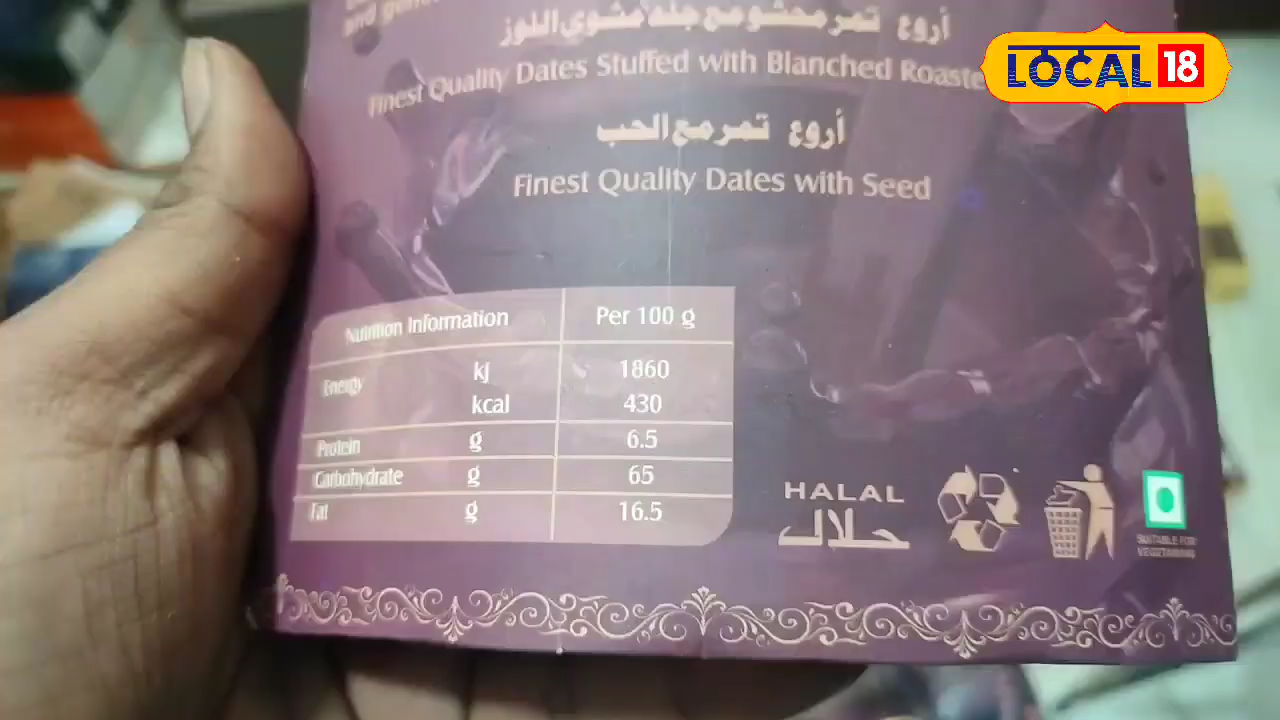 and
أروع تمر محشو مع جلد مشوي اللوز
LOCAL 18
Finest Quality Dates Stuffed with Blanched
أروع تمر مع الحب
Finest Quality Dates with Seed
Nutrition Information Per 100 g
Energy kJ 1860
kcal 430
Protein g 6.5
Carbohydrate g 65
Fat g 16.5
HALAL
حلال
SUITABLE FOR
VEGETARIANS